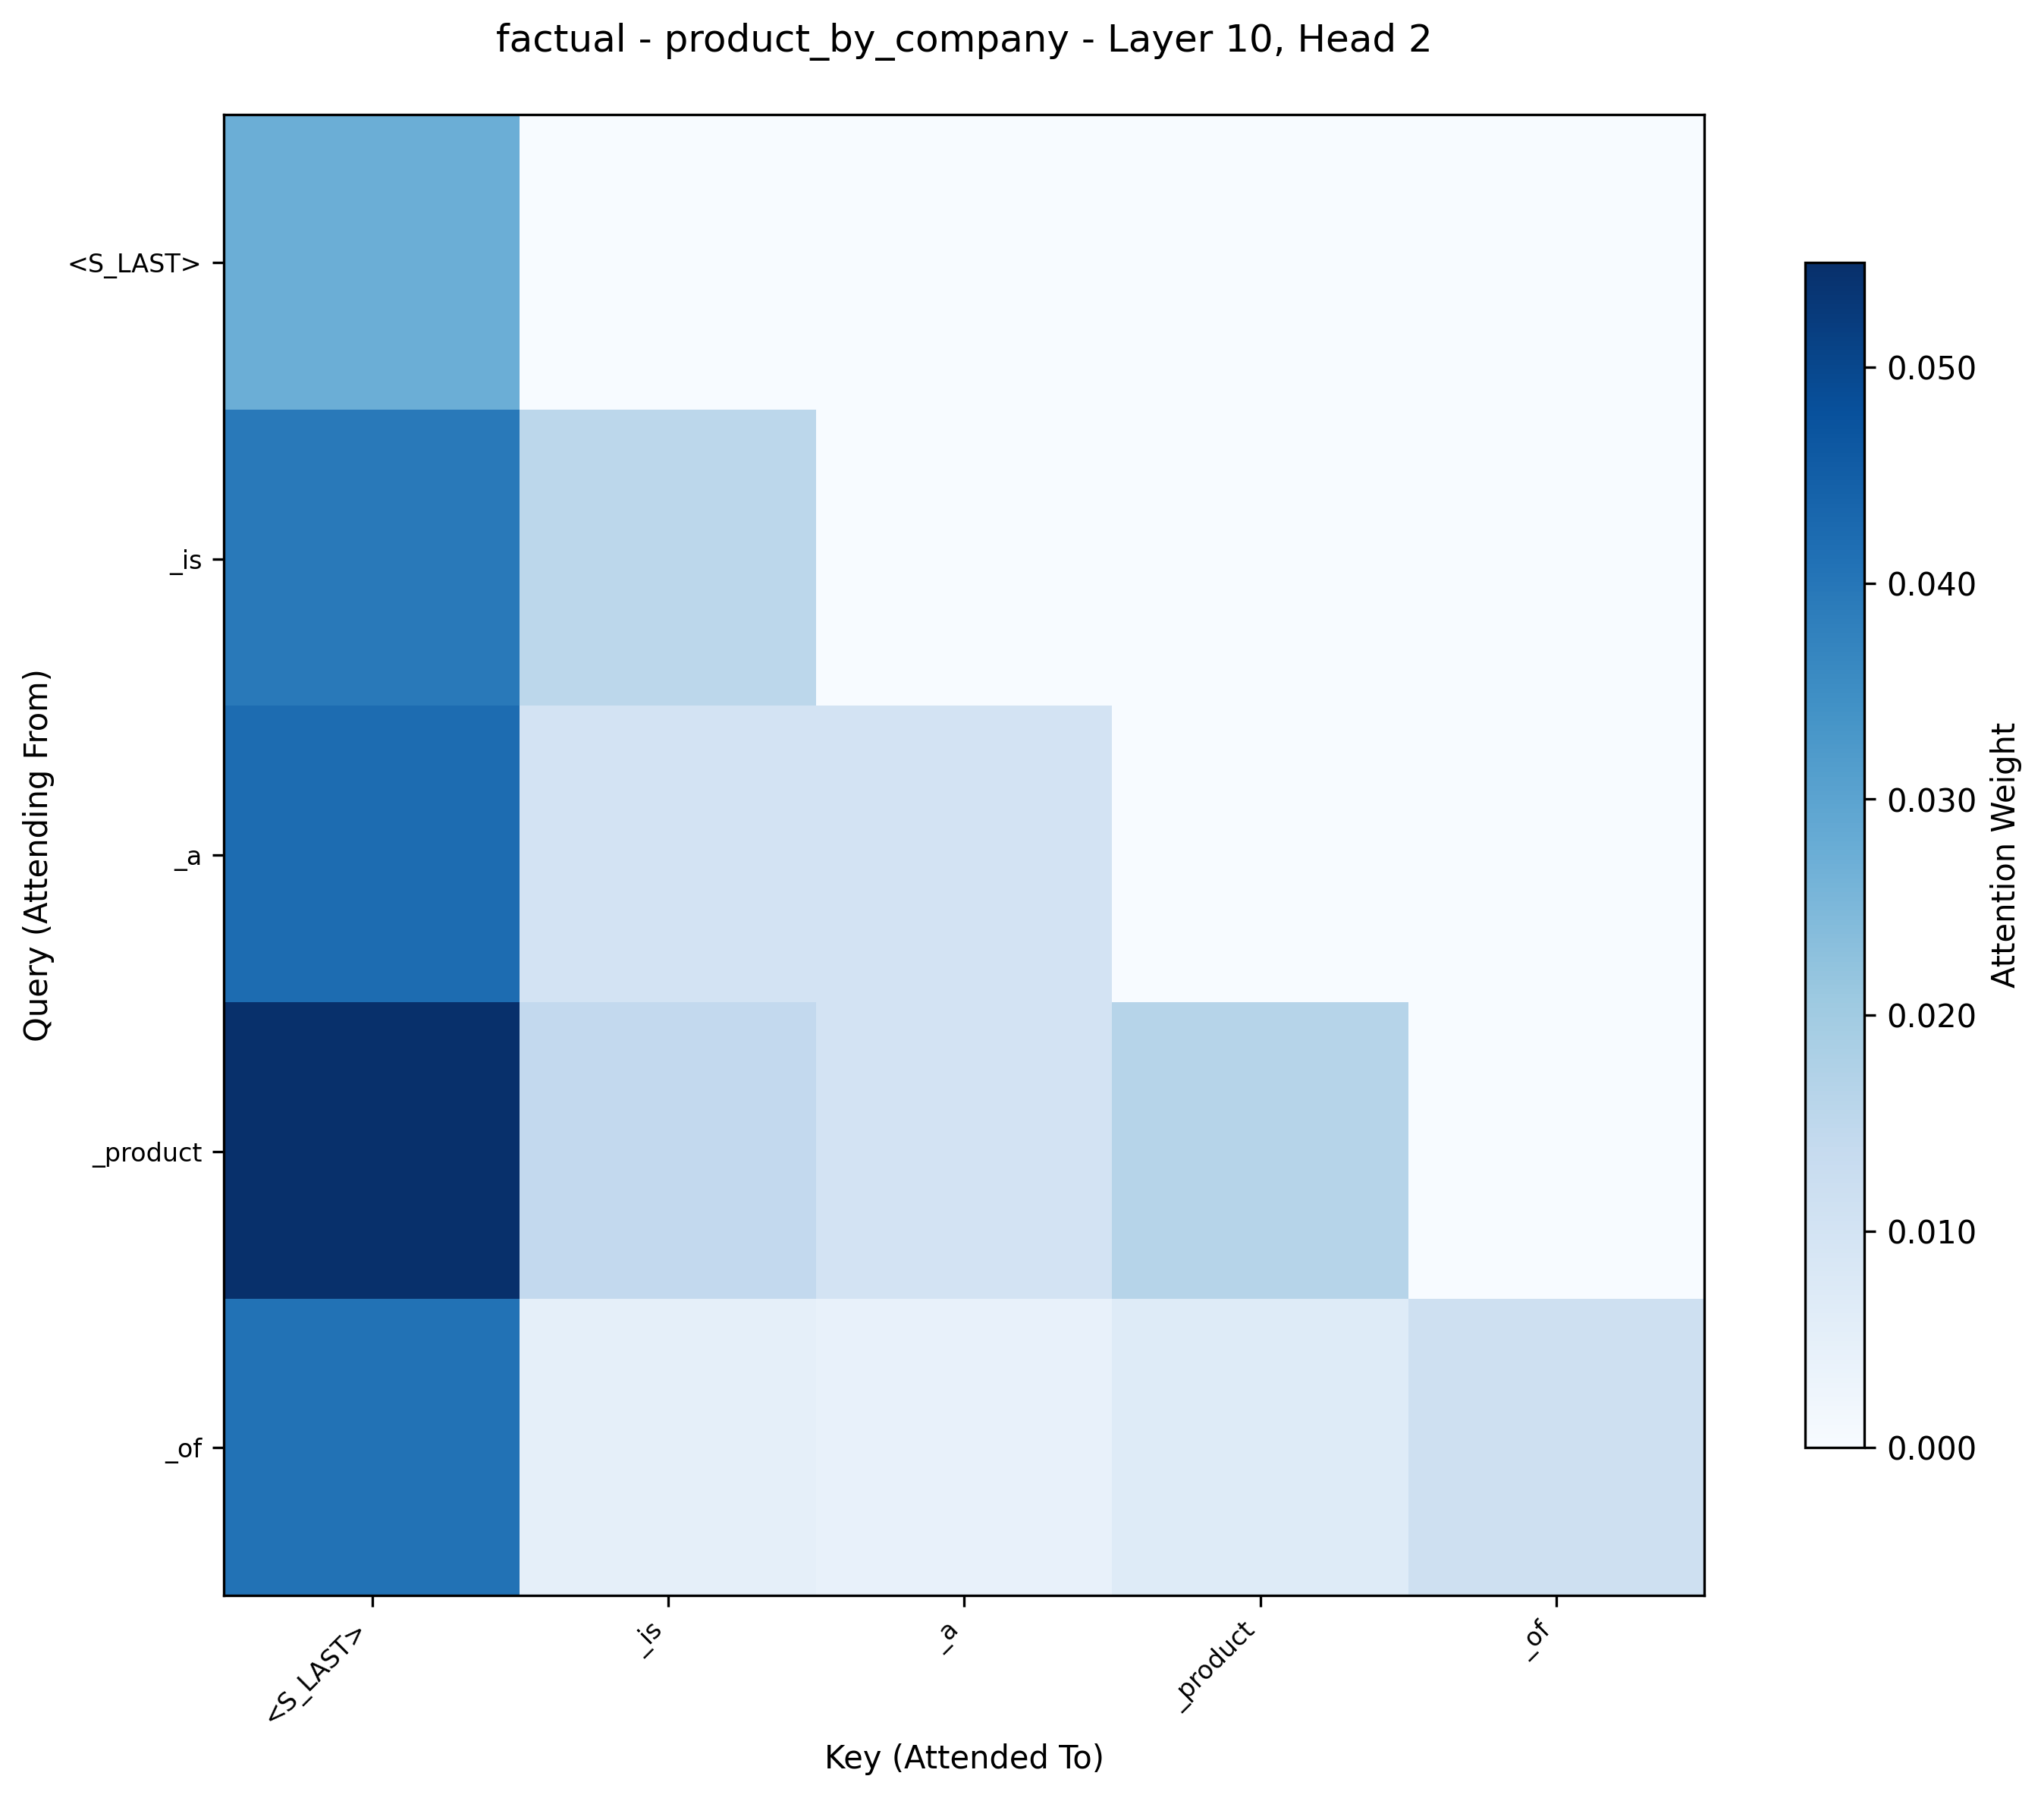 factual - product_by_company - Layer 10, Head 2
Query (Attending From)
<S_LAST>
_is
_a
_product
_of
<S_LAST>
_is
_a
_product
_of
Key (Attended To)
0.050
0.040
0.030
0.020
0.010
0.000
Attention Weight